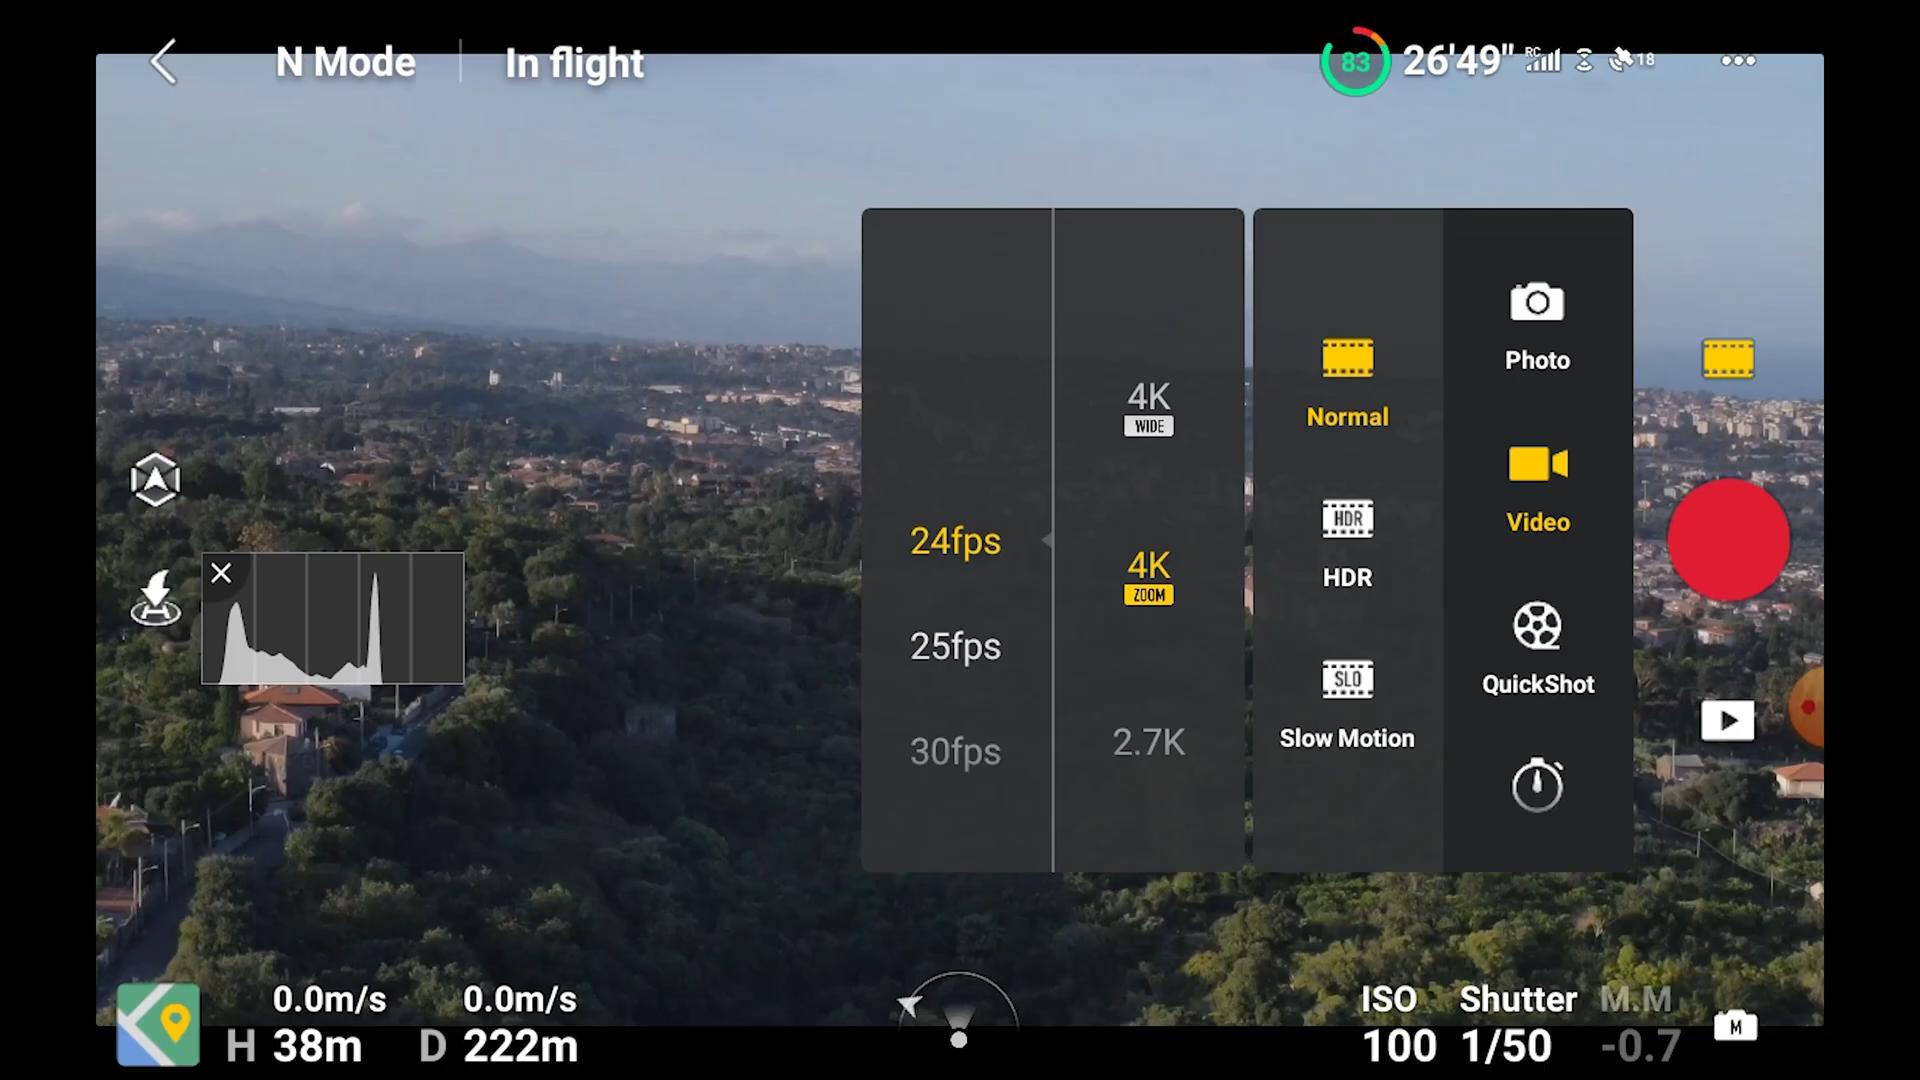 N Mode
In flight
83
26'49"
RC
18
4K
WIDE
24fps
25fps
30fps
4K
ZOOM
2.7K
Normal
HDR
HDR
SLO
Slow Motion
Photo
Video
QuickShot
0.0m/s 0.0m/s
H 38m D 222m
ISO Shutter M.M
100 1/50 -0.7
M